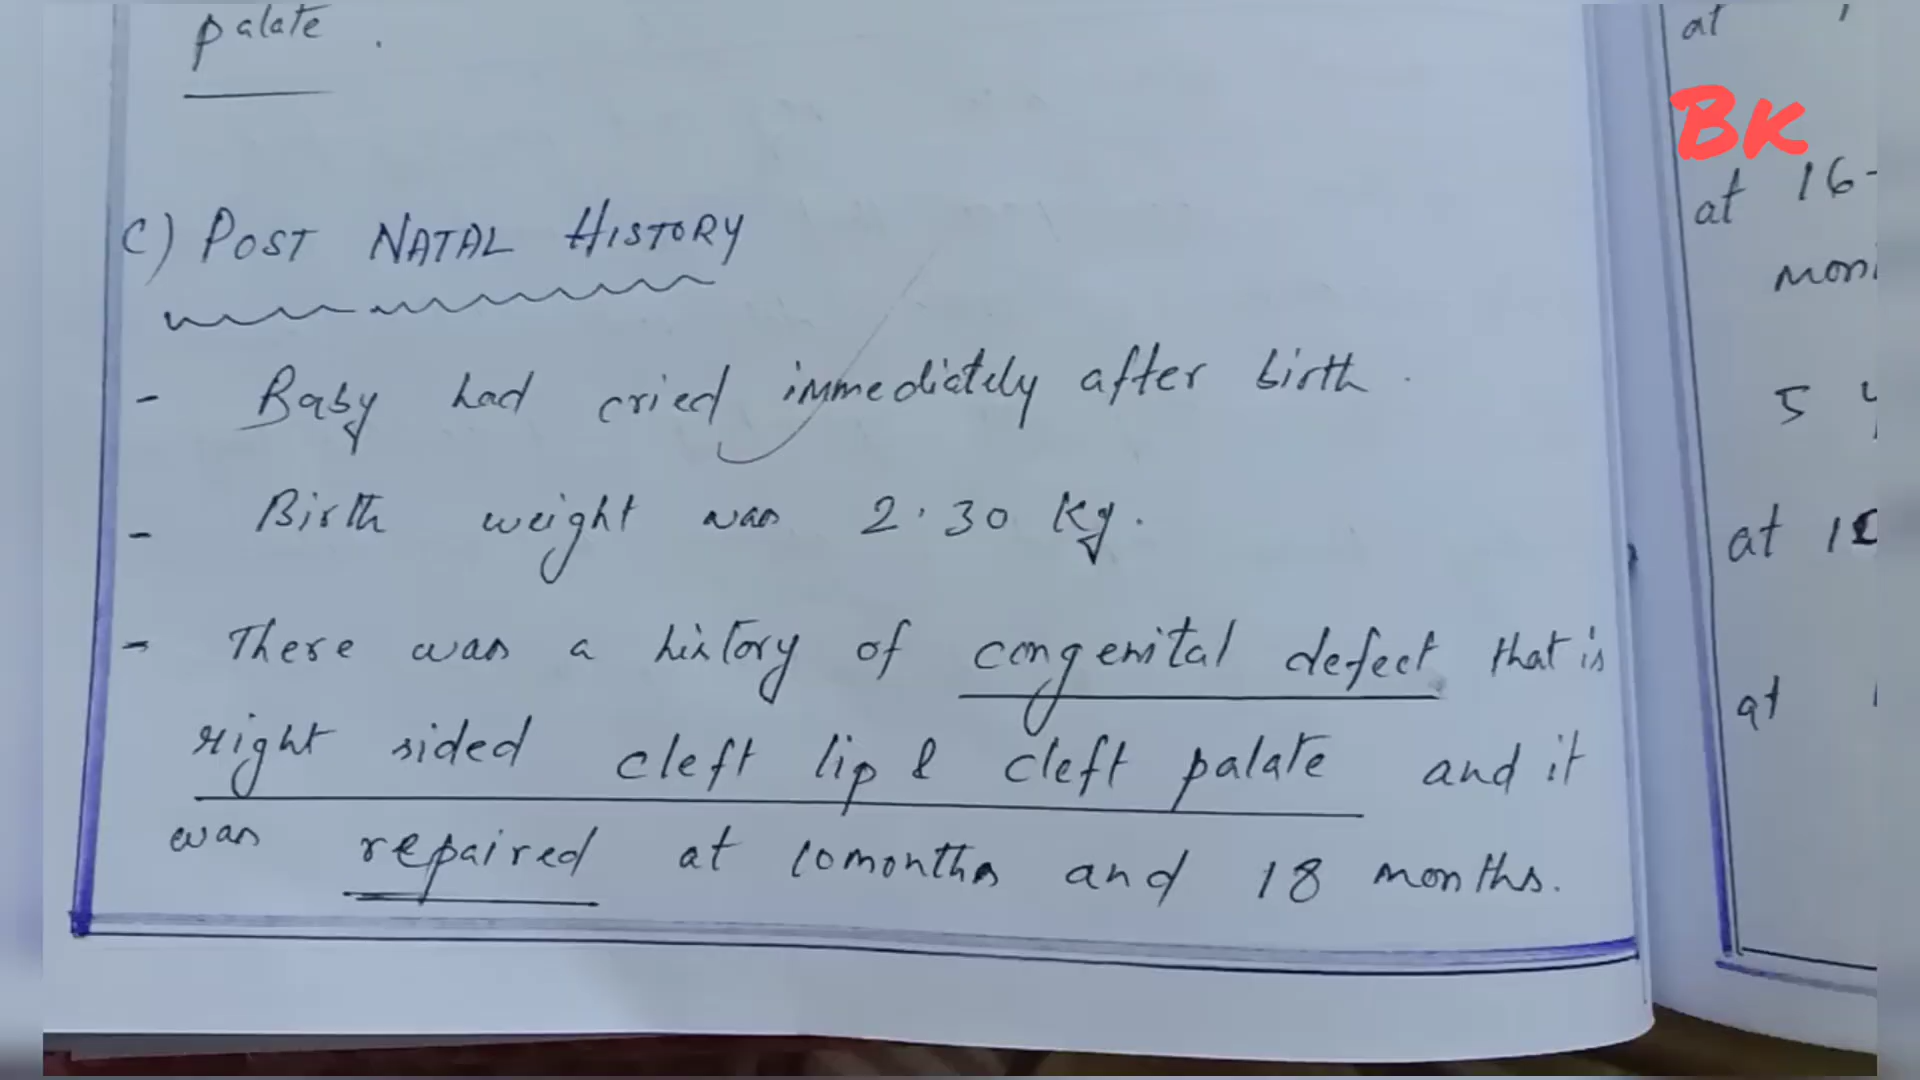 palate.
C) POST NATAL HISTORY
- Baby had cried immediately after birth.
- Birth weight was 2.30 Kg.
- There was a history of congenital defect that is
right sided cleft lip & cleft palate and it
was repaired at 10 months and 18 months.
BK
at
at 16-
mon
5 y
at
at